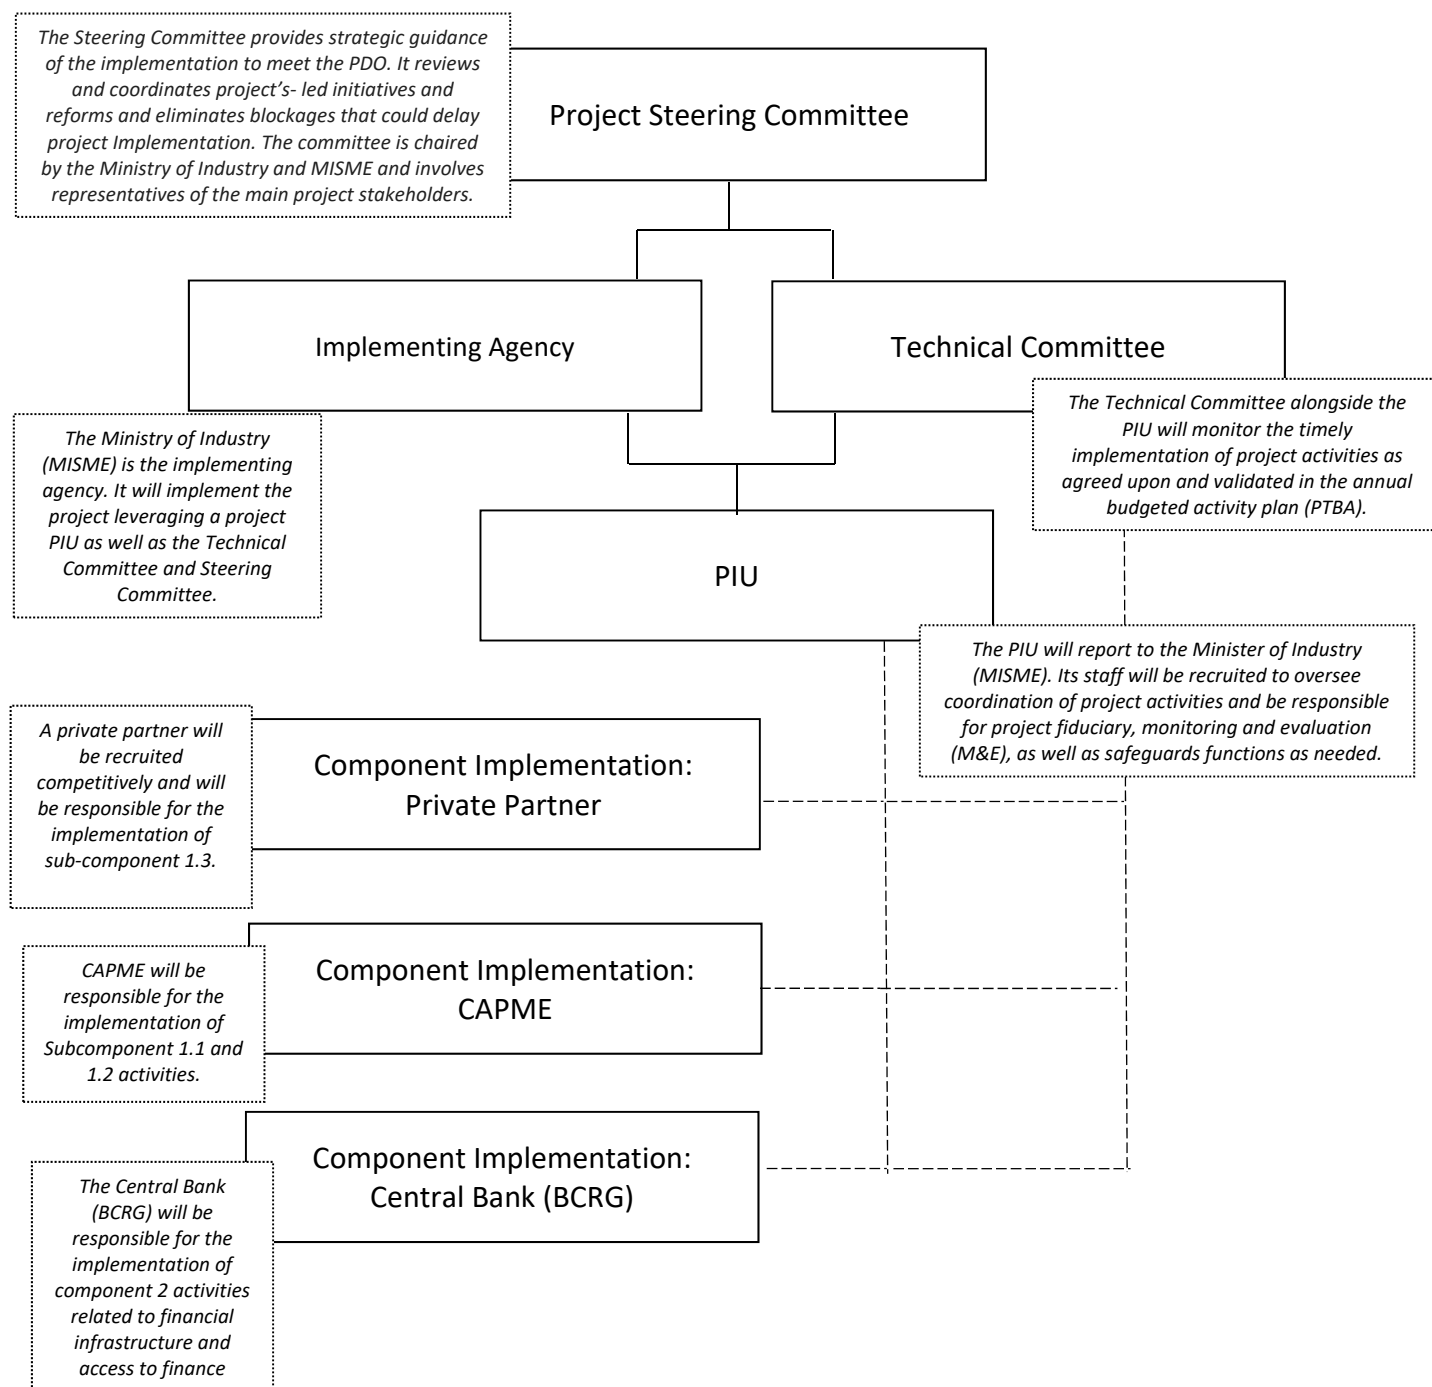 The Steering Committee provides strategic guidance
of the implementation to meet the PDO. It reviews
and coordinates project's- led initiatives and
reforms and eliminates blockages that could delay
project Implementation. The committee is chaired
by the Ministry of Industry and MISME and involves
representatives of the main project stakeholders.
Project Steering Committee
Implementing Agency
Technical Committee
The Ministry of Industry
(MISME) is the implementing
agency. It will implement the
project leveraging a project
PIU as well as the Technical
Committee and Steering
Committee.
The Technical Committee alongside the
PIU will monitor the timely
implementation of project activities as
agreed upon and validated in the annual
budgeted activity plan (PTBA).
PIU
The PIU will report to the Minister of Industry
(MISME). Its staff will be recruited to oversee
coordination of project activities and be responsible
for project fiduciary, monitoring and evaluation
(M&E), as well as safeguards functions as needed.
A private partner will
be recruited
competitively and will
be responsible for the
implementation of
sub-component 1.3.
Component Implementation:
Private Partner
CAPME will be
responsible for the
implementation of
Subcomponent 1.1 and
1.2 activities.
Component Implementation:
CAPME
Component Implementation:
Central Bank (BCRG)
The Central Bank
(BCRG) will be
responsible for the
implementation of
component 2 activities
related to financial
infrastructure and
access to finance